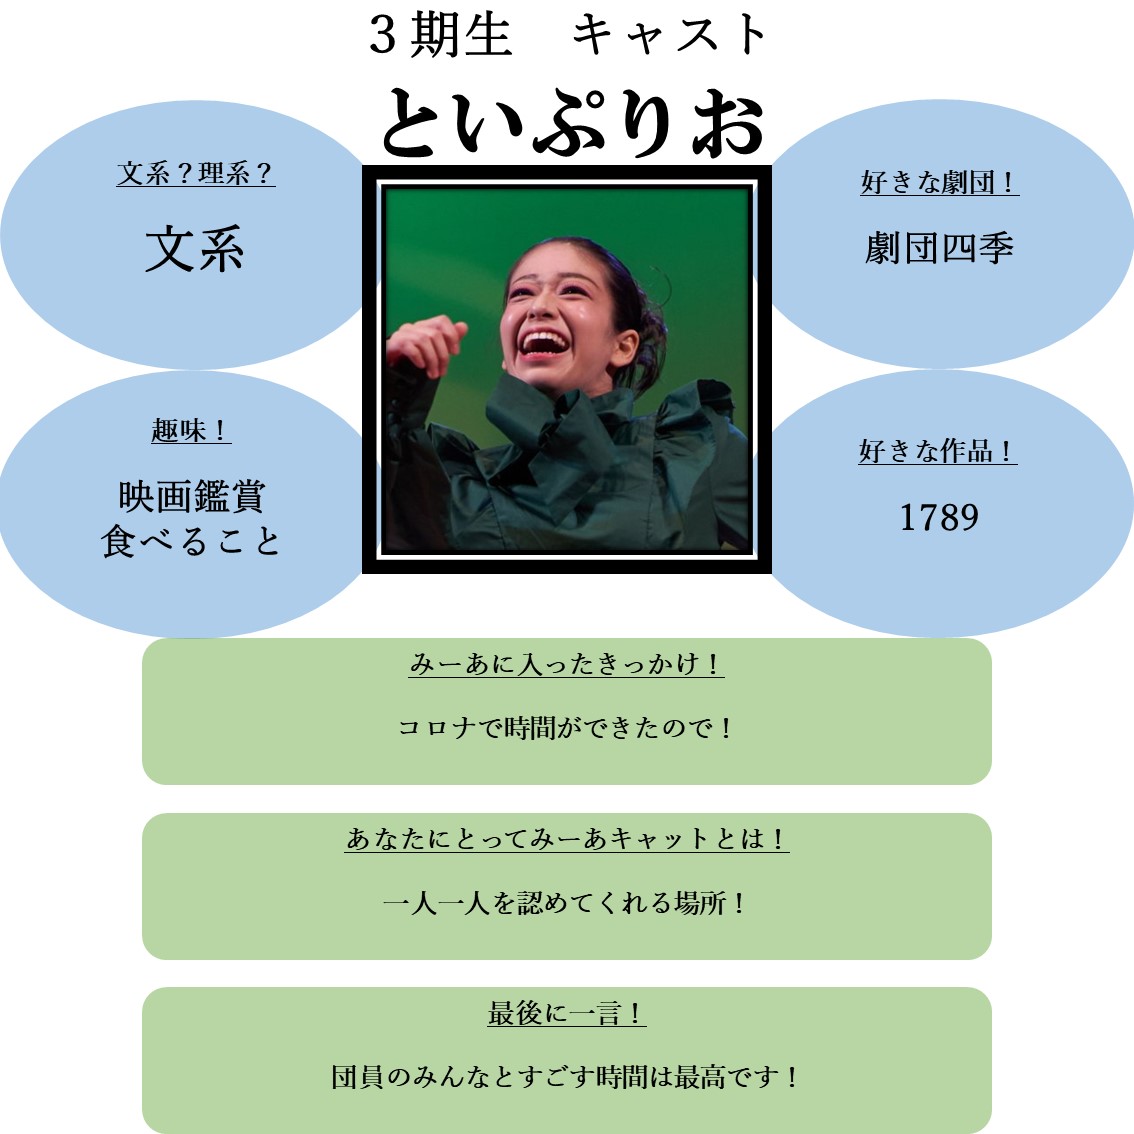 ３期生　キャスト
といぷりお
文系？理系？
文系
好きな劇団！
劇団四季
趣味！
映画鑑賞
食べること
好きな作品！
1789
みーあに入ったきっかけ！
コロナで時間ができたので！
あなたにとってみーあキャットとは！
一人一人を認めてくれる場所！
最後に一言！
団員のみんなとすごす時間は最高です！